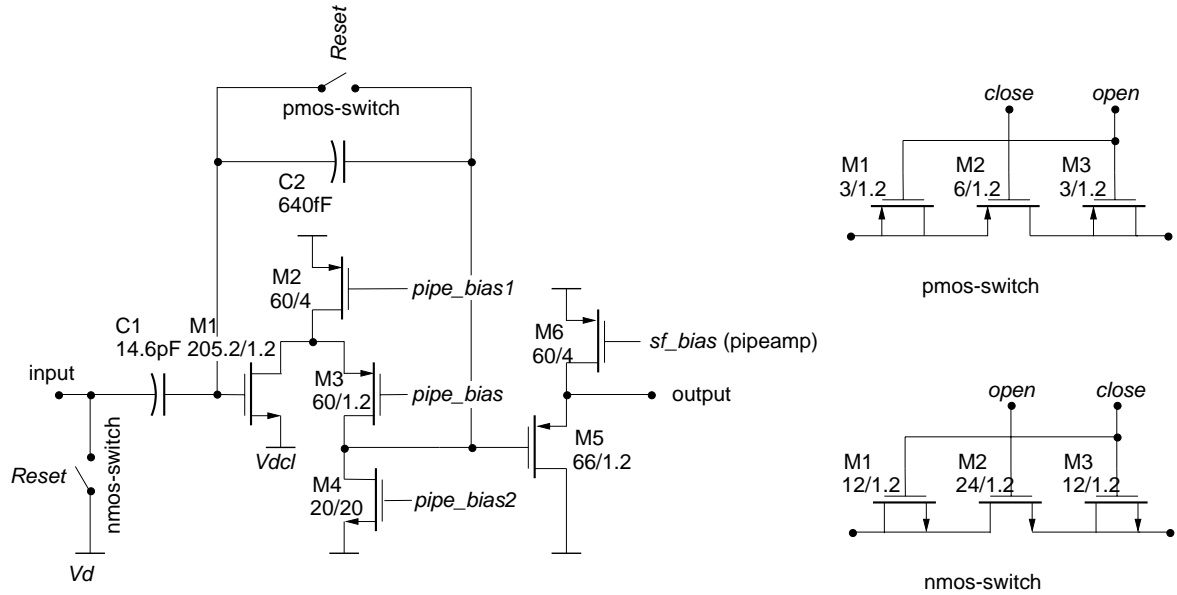 Reset
pmos-switch
C2
640fF
M2
60/4
pipe_bias1
C1
14.6pF
M1
205.2/1.2
input
M3
60/1.2
pipe_bias
Vdcl
M4
20/20
pipe_bias2
Reset
nmos-switch
Vd
M6
60/4
sf_bias (pipeamp)
output
M5
66/1.2
close
open
M1
3/1.2
M2
6/1.2
M3
3/1.2
pmos-switch
open
close
M1
12/1.2
M2
24/1.2
M3
12/1.2
nmos-switch